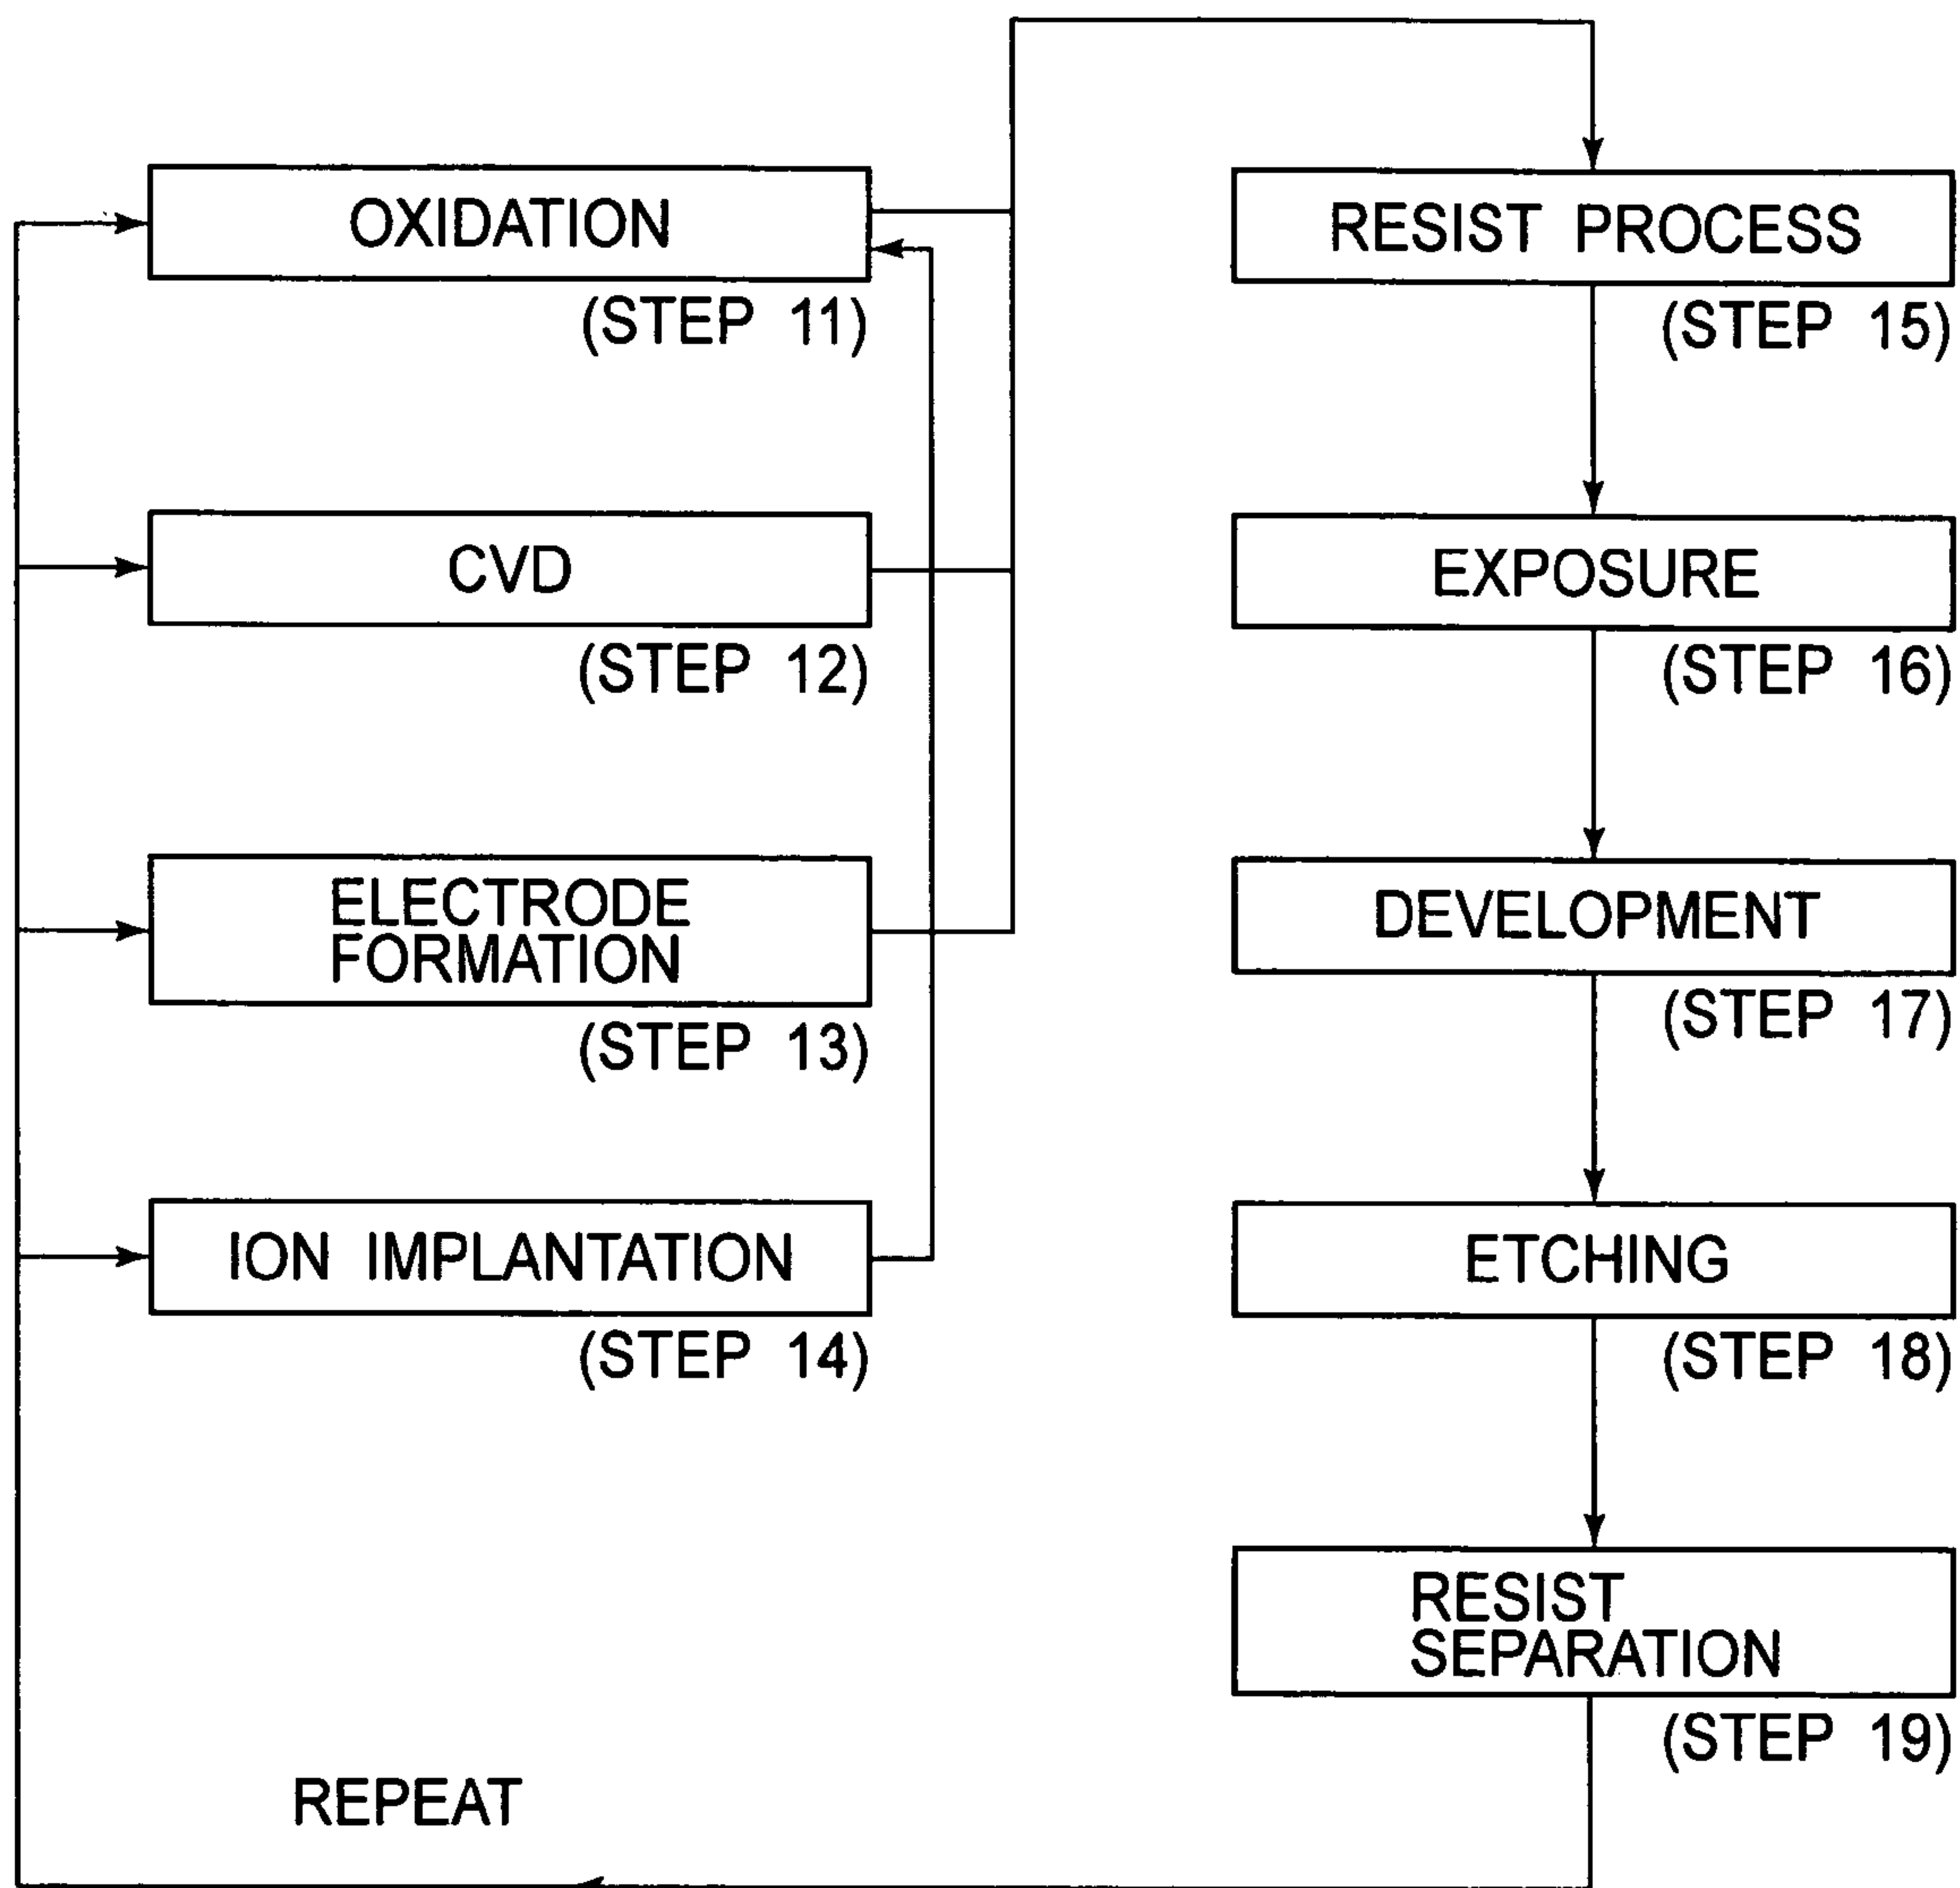 OXIDATION
(STEP 11)
CVD
(STEP 12)
ELECTRODE
FORMATION
(STEP 13)
ION IMPLANTATION
(STEP 14)
RESIST PROCESS
(STEP 15)
EXPOSURE
(STEP 16)
DEVELOPMENT
(STEP 17)
ETCHING
(STEP 18)
RESIST
SEPARATION
(STEP 19)
REPEAT